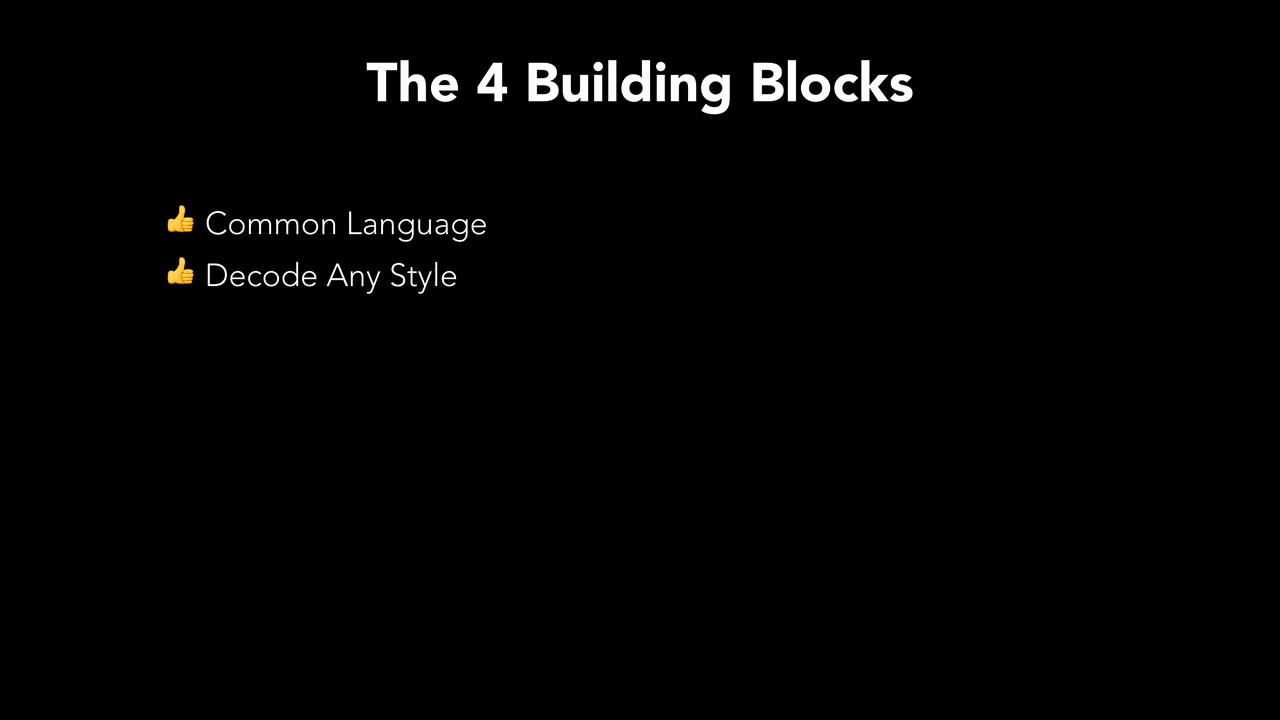 The 4 Building Blocks
👍 Common Language
👍 Decode Any Style